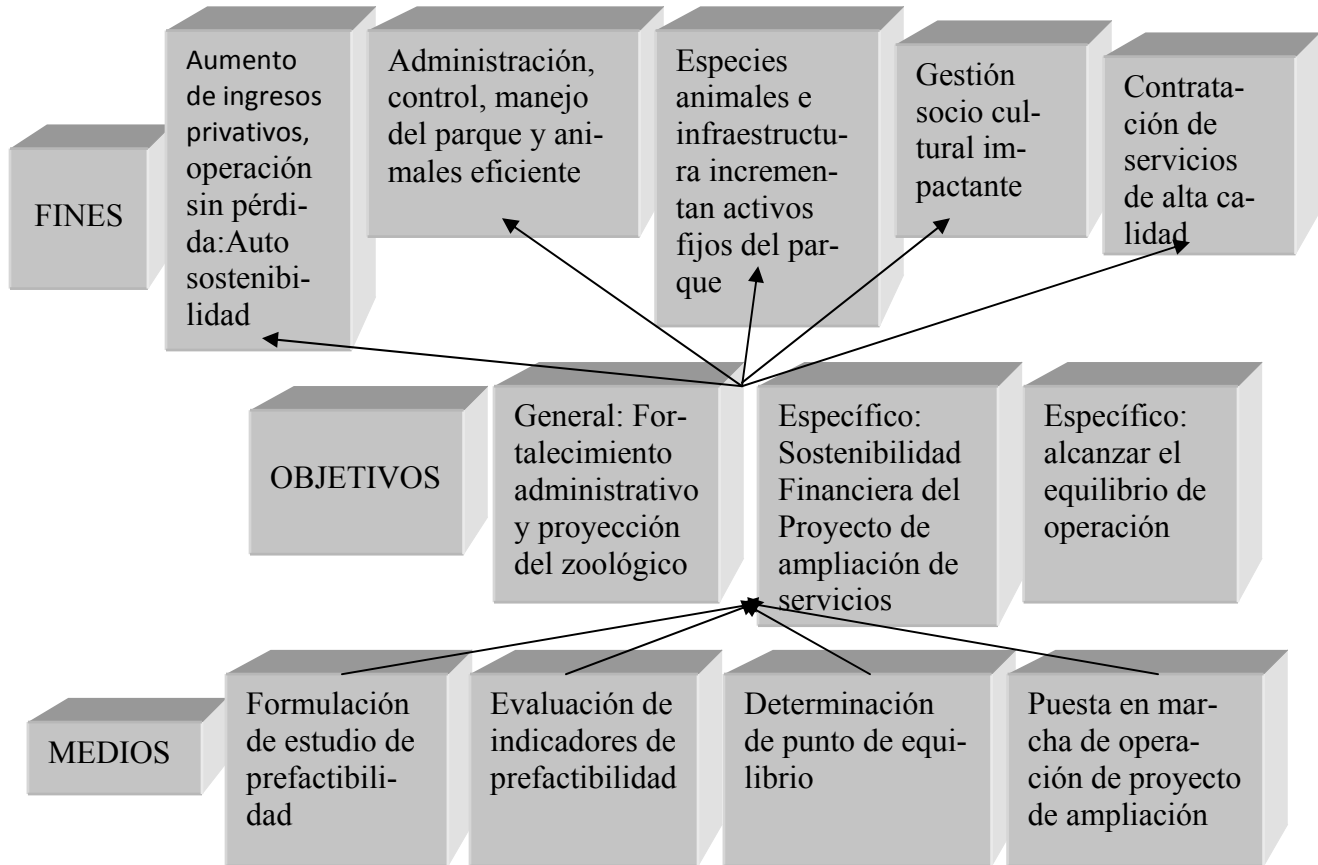 FINES
Aumento
de ingresos
privativos,
operación
sin pérdi-
da:Auto
sostenibi-
lidad
Administración,
control, manejo
del parque y ani-
males eficiente
Especies
animales e
infraestructu-
ra incremen-
tan activos
fijos del par-
que
Gestión
socio cul-
tural im-
pactante
Contrata-
ción de
servicios
de alta ca-
lidad
OBJETIVOS
General: For-
talecimiento
administrativo
y proyección
del zoológico
Específico:
Sostenibilidad
Financiera del
Proyecto de
ampliación de
servicios
Específico:
alcanzar el
equilibrio de
operación
MEDIOS
Formulación
de estudio de
prefactibili-
dad
Evaluación de
indicadores de
prefactibilidad
Determinación
de punto de equi-
librio
Puesta en mar-
cha de opera-
ción de proyecto
de ampliación